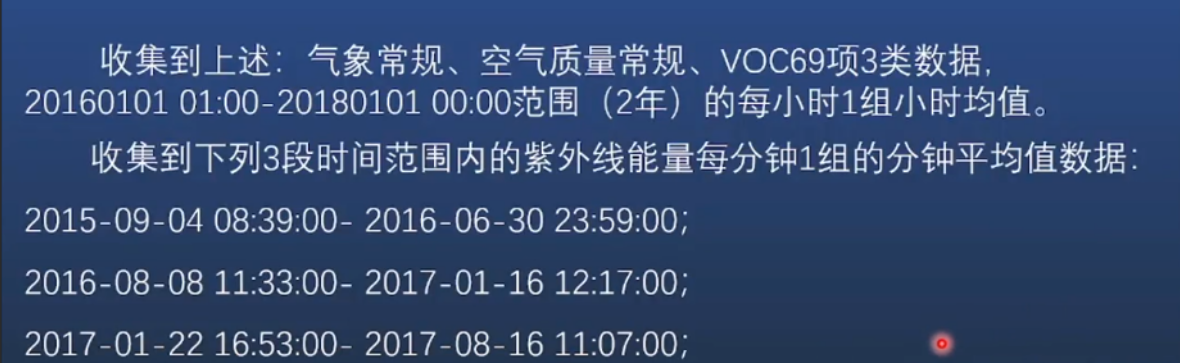 收集到上述：气象常规、空气质量常规、VOC69项3类数据，
20160101 01:00-20180101 00:00范围（2年）的每小时1组小时均值。
收集到下列3段时间范围内的紫外线能量每分钟1组的分钟平均值数据：
2015-09-04 08:39:00- 2016-06-30 23:59:00；
2016-08-08 11:33:00- 2017-01-16 12:17:00；
2017-01-22 16:53:00- 2017-08-16 11:07:00；